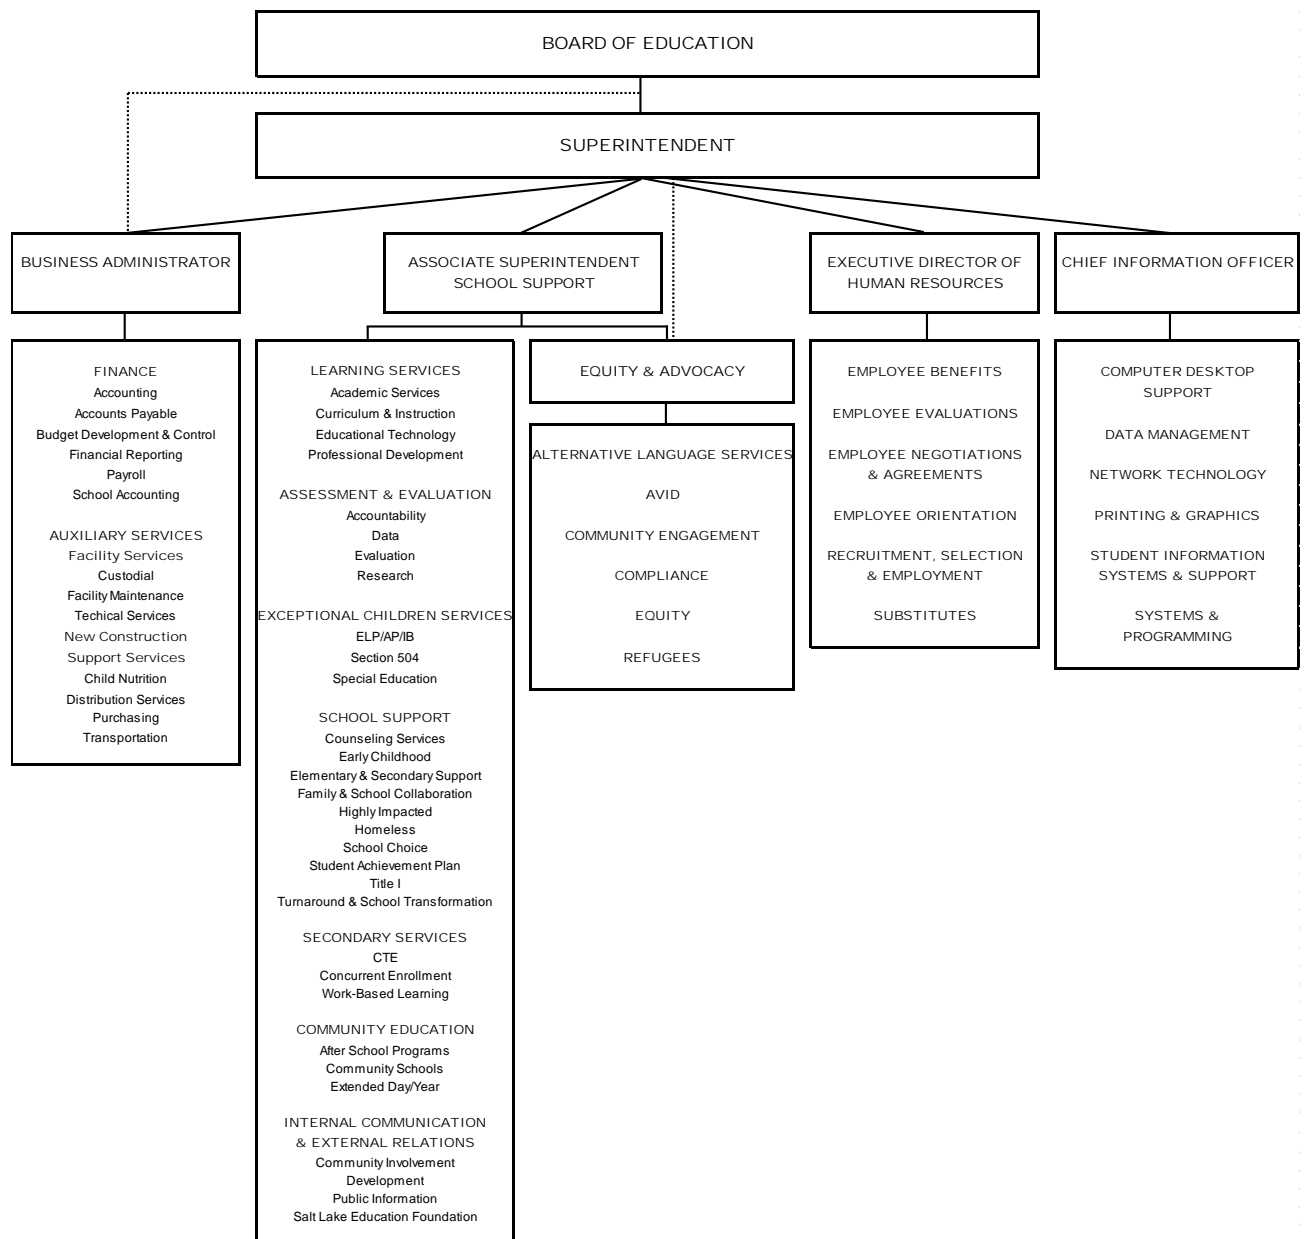 BOARD OF EDUCATION
SUPERINTENDENT
BUSINESS ADMINISTRATOR
ASSOCIATE SUPERINTENDENT
SCHOOL SUPPORT
EXECUTIVE DIRECTOR OF
HUMAN RESOURCES
CHIEF INFORMATION OFFICER
FINANCE
Accounting
Accounts Payable
Budget Development & Control
Financial Reporting
Payroll
School Accounting
AUXILIARY SERVICES
Facility Services
Custodial
Facility Maintenance
Techical Services
New Construction
Support Services
Child Nutrition
Distribution Services
Purchasing
Transportation
LEARNING SERVICES
Academic Services
Curriculum & Instruction
Educational Technology
Professional Development
ASSESSMENT & EVALUATION
Accountability
Data
Evaluation
Research
EXCEPTIONAL CHILDREN SERVICES
ELP/AP/IB
Section 504
Special Education
SCHOOL SUPPORT
Counseling Services
Early Childhood
Elementary & Secondary Support
Family & School Collaboration
Highly Impacted
Homeless
School Choice
Student Achievement Plan
Title I
Turnaround & School Transformation
SECONDARY SERVICES
CTE
Concurrent Enrollment
Work-Based Learning
COMMUNITY EDUCATION
After School Programs
Community Schools
Extended Day/Year
INTERNAL COMMUNICATION
& EXTERNAL RELATIONS
Community Involvement
Development
Public Information
Salt Lake Education Foundation
EQUITY & ADVOCACY
ALTERNATIVE LANGUAGE SERVICES
AVID
COMMUNITY ENGAGEMENT
COMPLIANCE
EQUITY
REFUGEES
EMPLOYEE BENEFITS
EMPLOYEE EVALUATIONS
EMPLOYEE NEGOTIATIONS
& AGREEMENTS
EMPLOYEE ORIENTATION
RECRUITMENT, SELECTION
& EMPLOYMENT
SUBSTITUTES
COMPUTER DESKTOP
SUPPORT
DATA MANAGEMENT
NETWORK TECHNOLOGY
PRINTING & GRAPHICS
STUDENT INFORMATION
SYSTEMS & SUPPORT
SYSTEMS &
PROGRAMMING